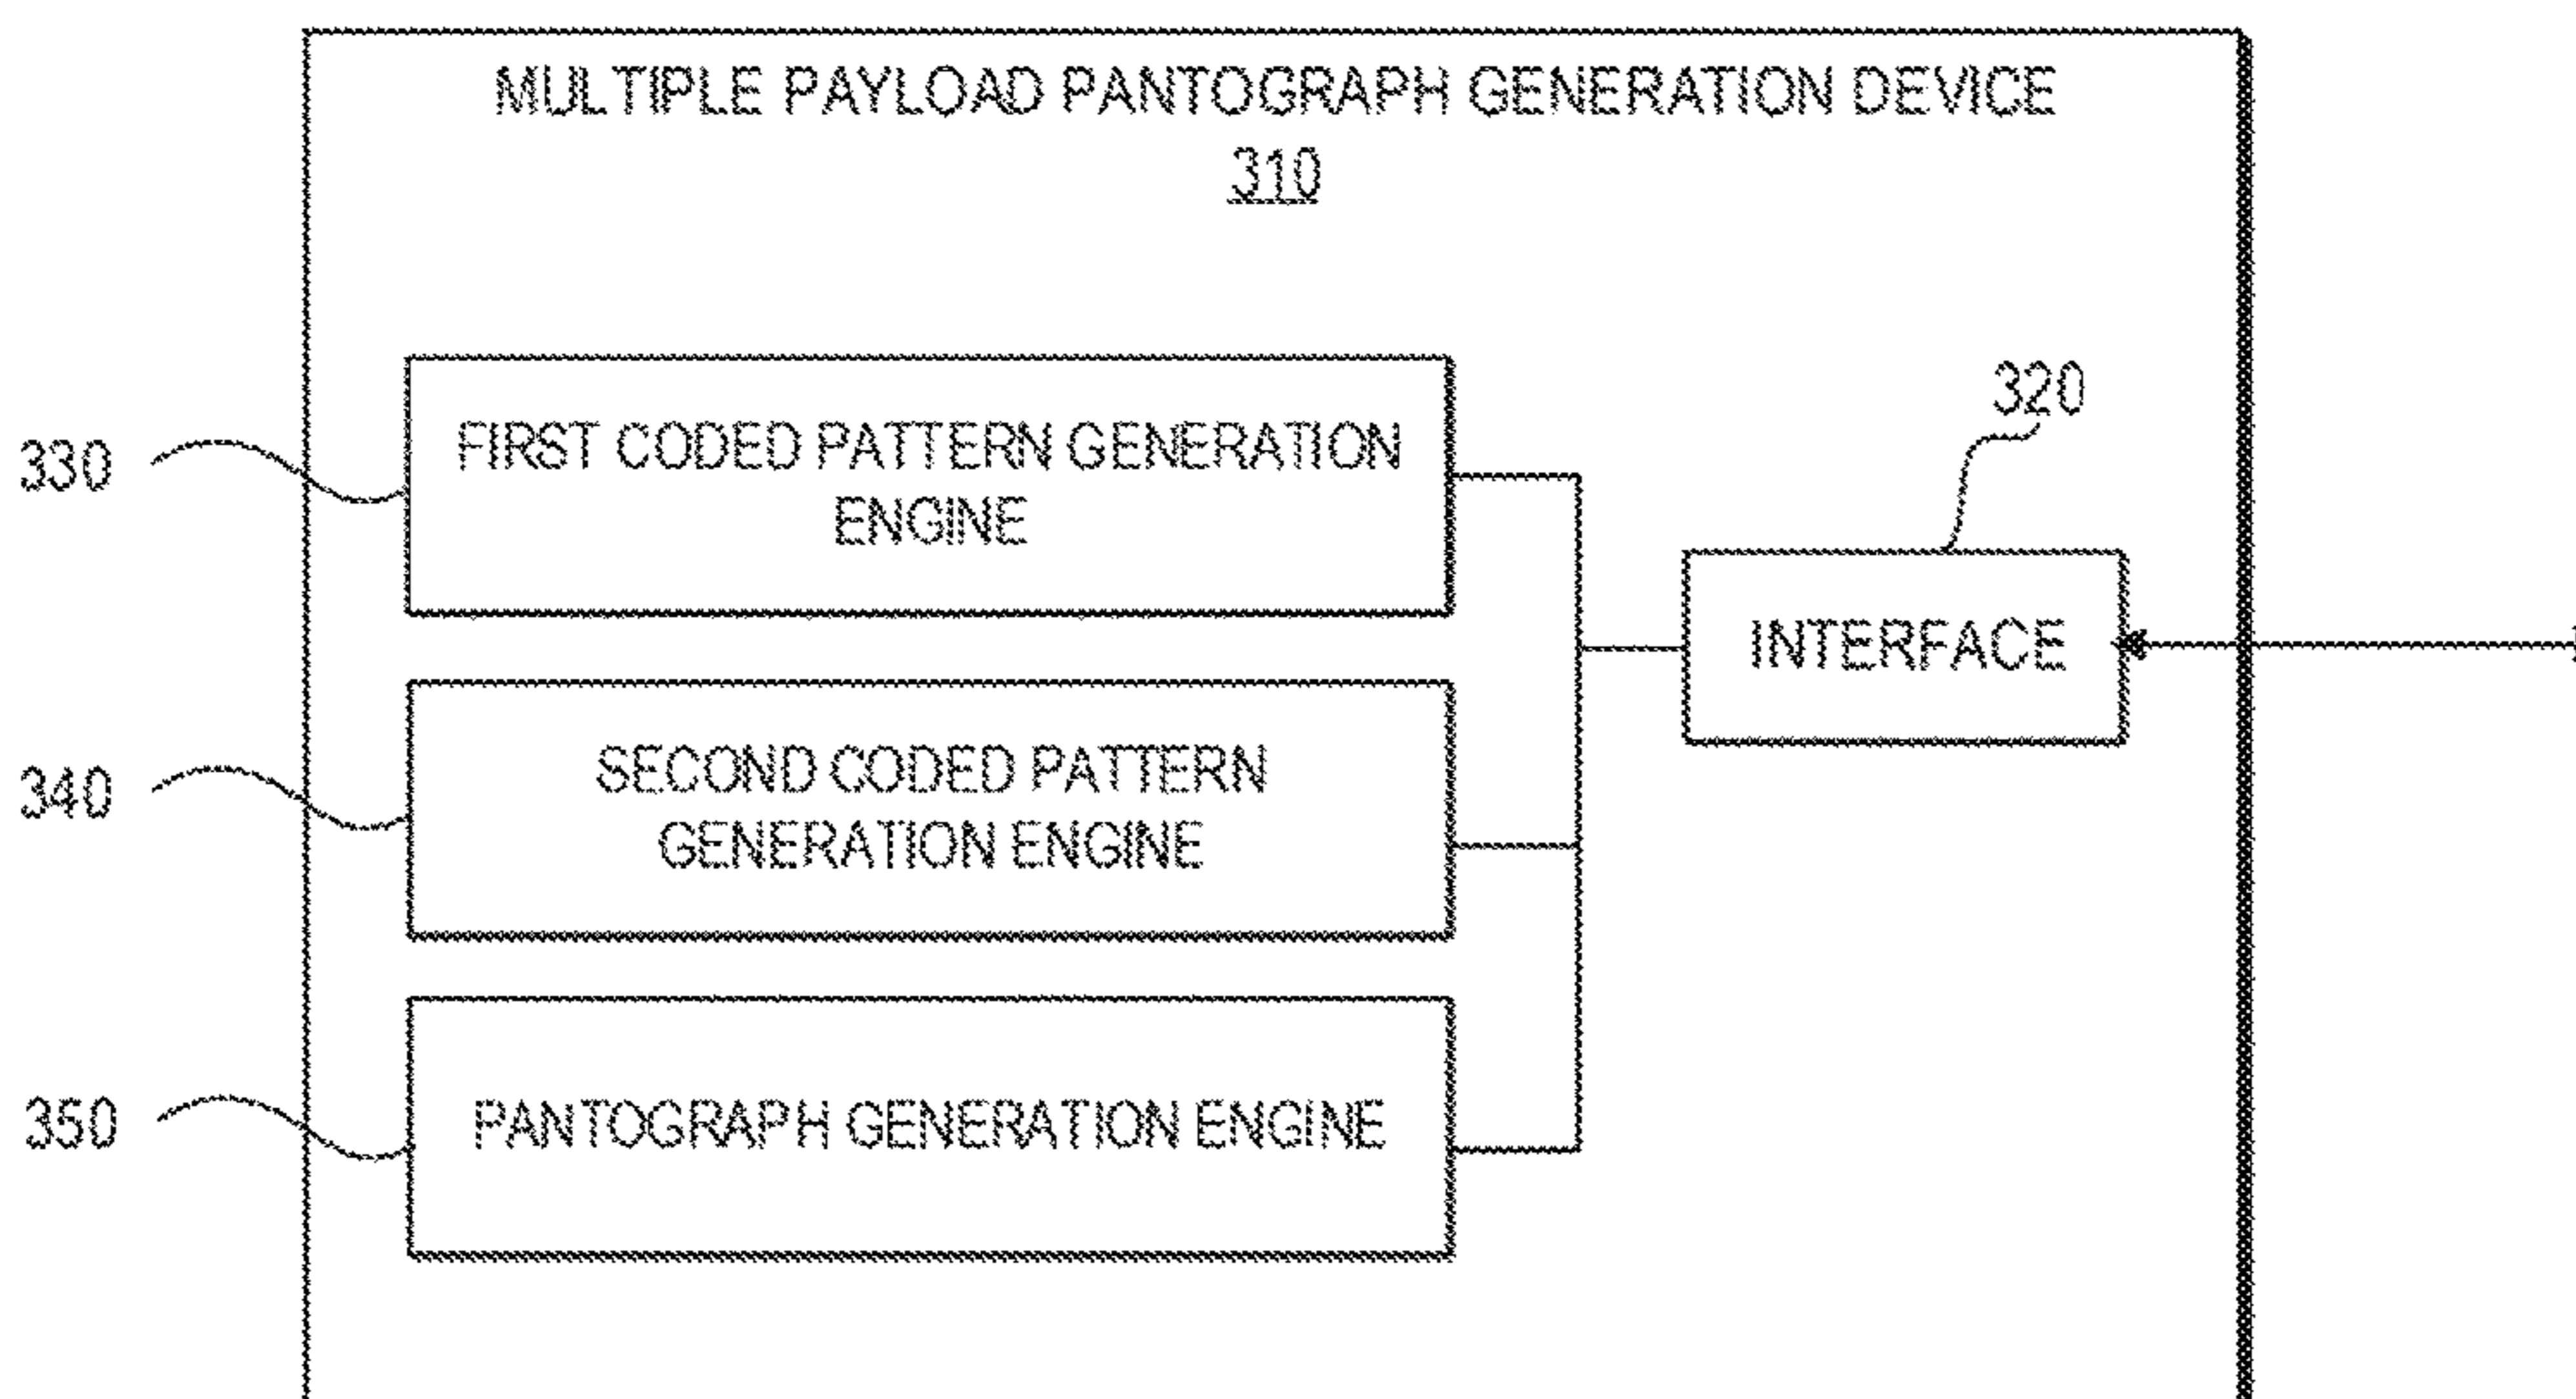 MULTIPLE PAYLOAD PANTOGRAPH GENERATION DEVICE
310
320
330
FIRST CODED PATTERN GENERATION
ENGINE
INTERFACE
340
SECOND CODED PATTERN
GENERATION ENGINE
350
PANTOGRAPH GENERATION ENGINE